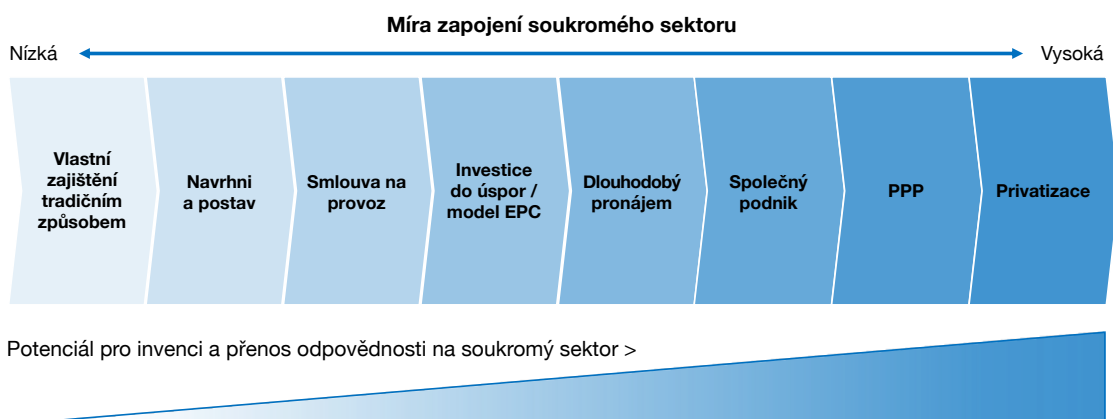 Míra zapojení soukromého sektoru
Nízká
Vysoká
Vlastní
zajištění
tradičním
způsobem
Navrhni
a postav
Smlouva na
provoz
Investice
do úspor /
model EPC
Dlouhodobý
pronájem
Společný
podnik
PPP
Privatizace
Potenciál pro invenci a přenos odpovědnosti na soukromý sektor >